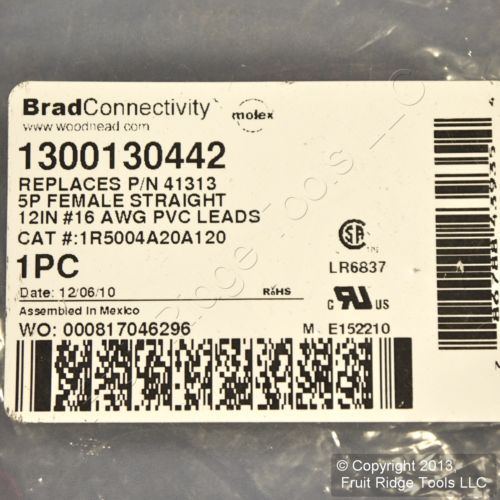 BradConnectivity
molex
www.woodhead.com
1300130442
REPLACES P/N 41313
5P FEMALE STRAIGHT
12IN #16 AWG PVC LEADS
CAT #:1R5004A20A120
1PC
LR6837
Date: 12/06/10 RoHS
Assembled In Mexico
WO: 000817046296
M E152210
© Copyright 2013,
Fruit Ridge Tools LLC